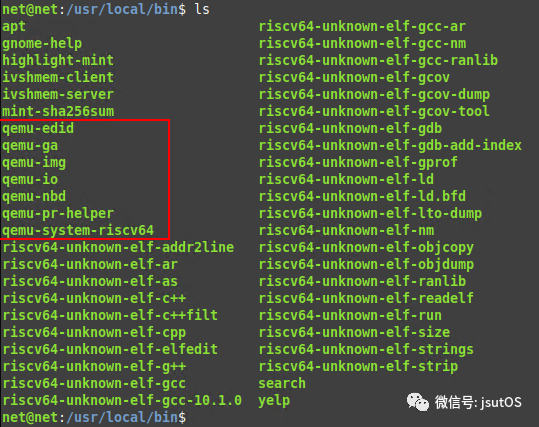 net@net:/usr/local/bin$ ls
apt riscv64-unknown-elf-gcc-ar
gnome-help riscv64-unknown-elf-gcc-nm
highlight-mint riscv64-unknown-elf-gcc-ranlib
ivshmem-client riscv64-unknown-elf-gcov
ivshmem-server riscv64-unknown-elf-gcov-dump
mint-sha256sum riscv64-unknown-elf-gcov-tool
qemu-edid riscv64-unknown-elf-gdb
qemu-ga riscv64-unknown-elf-gdb-add-index
qemu-img riscv64-unknown-elf-gprof
qemu-io riscv64-unknown-elf-ld
qemu-nbd riscv64-unknown-elf-ld.bfd
qemu-pr-helper riscv64-unknown-elf-lto-dump
qemu-system-riscv64 riscv64-unknown-elf-nm
riscv64-unknown-elf-addr2line riscv64-unknown-elf-objcopy
riscv64-unknown-elf-ar riscv64-unknown-elf-objdump
riscv64-unknown-elf-as riscv64-unknown-elf-ranlib
riscv64-unknown-elf-c++ riscv64-unknown-elf-readelf
riscv64-unknown-elf-c++filt riscv64-unknown-elf-run
riscv64-unknown-elf-cpp riscv64-unknown-elf-size
riscv64-unknown-elf-elfedit riscv64-unknown-elf-strings
riscv64-unknown-elf-g++ riscv64-unknown-elf-strip
riscv64-unknown-elf-gcc search
riscv64-unknown-elf-gcc-10.1.0 yelp
微信号: jsutOS
net@net:/usr/local/bin$